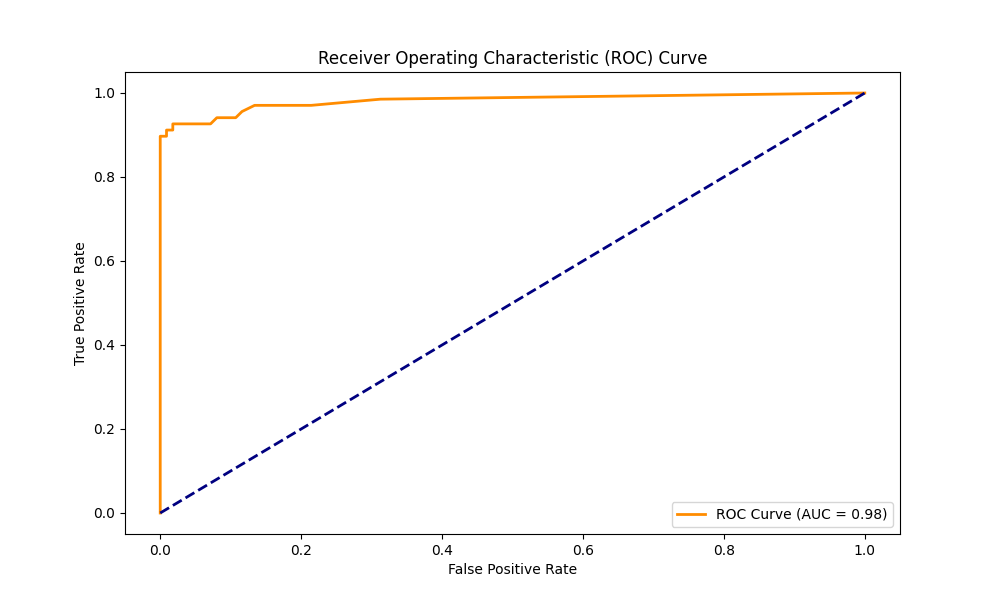 Receiver Operating Characteristic (ROC) Curve
1.0
0.8
0.6
0.4
0.2
0.0
True Positive Rate
ROC Curve (AUC = 0.98)
0.0 0.2 0.4 0.6 0.8 1.0
False Positive Rate